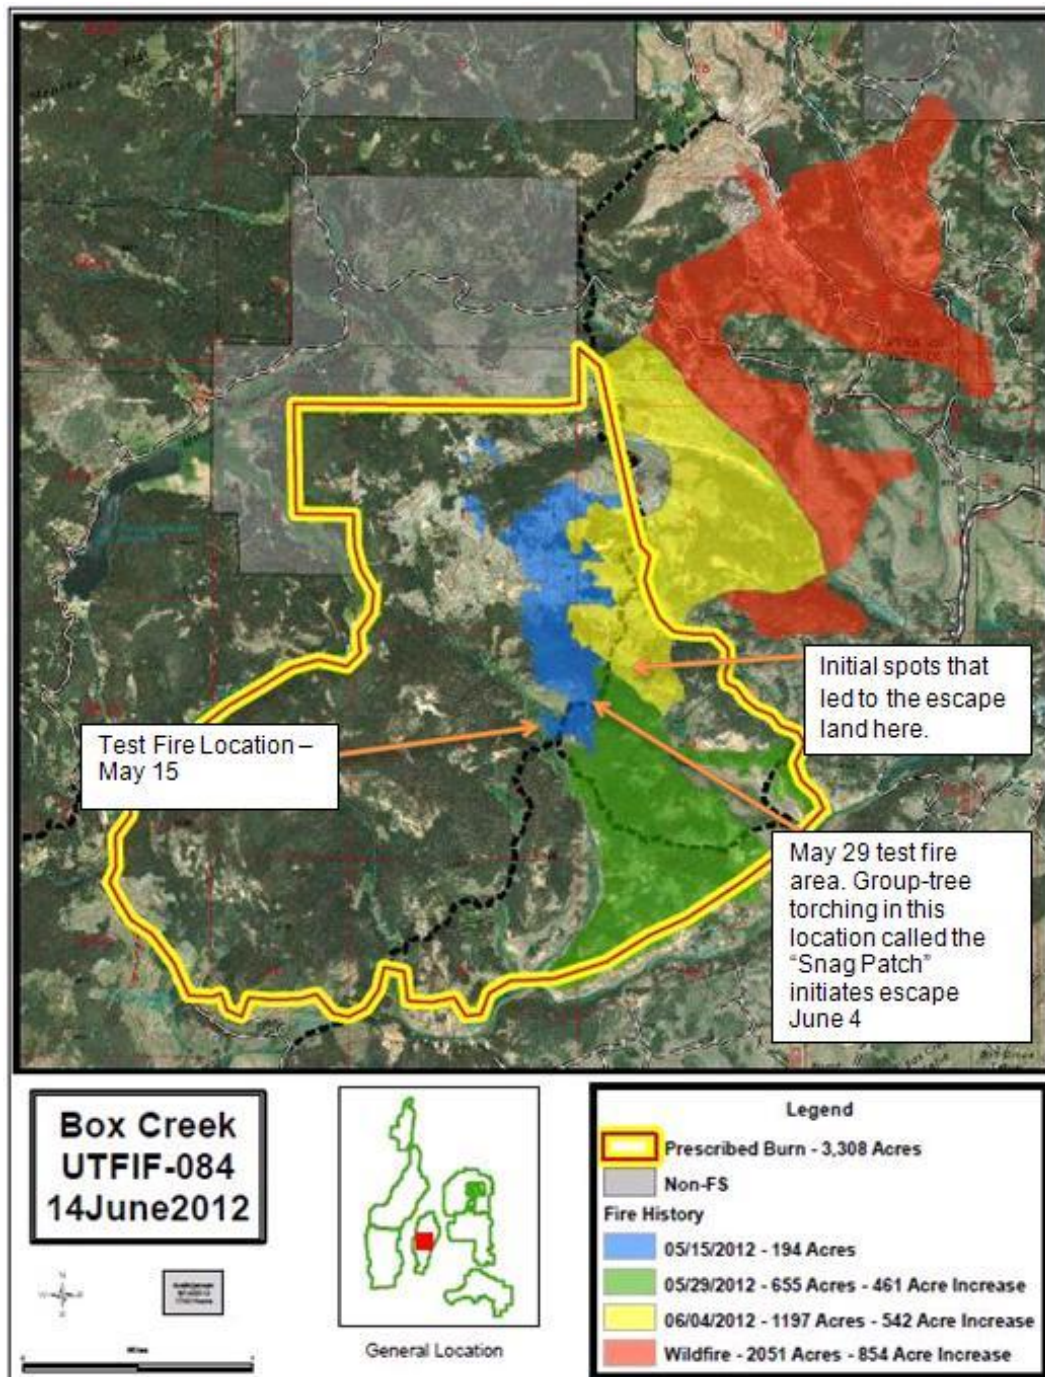 Initial spots that
led to the escape
land here.
Test Fire Location –
May 15
May 29 test fire
area. Group-tree
torching in this
location called the
“Snag Patch”
initiates escape
June 4
Box Creek
UTFIF-084
14June2012
General Location
Legend
Prescribed Burn - 3,308 Acres
Non-FS
Fire History
05/15/2012 - 194 Acres
05/29/2012 - 655 Acres - 461 Acre Increase
06/04/2012 - 1197 Acres - 542 Acre Increase
Wildfire - 2051 Acres - 854 Acre Increase